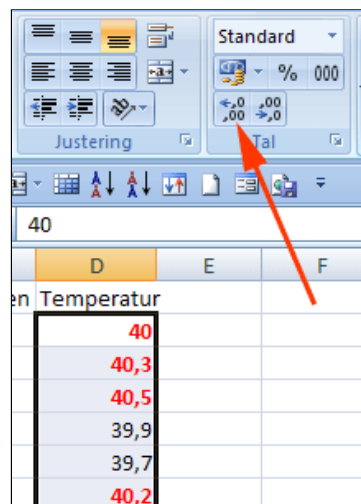 Standard
% 000
,0 ,00
,00 ,0
Justering Tal
40
D E F
en Temperatur
40
40,3
40,5
39,9
39,7
40,2